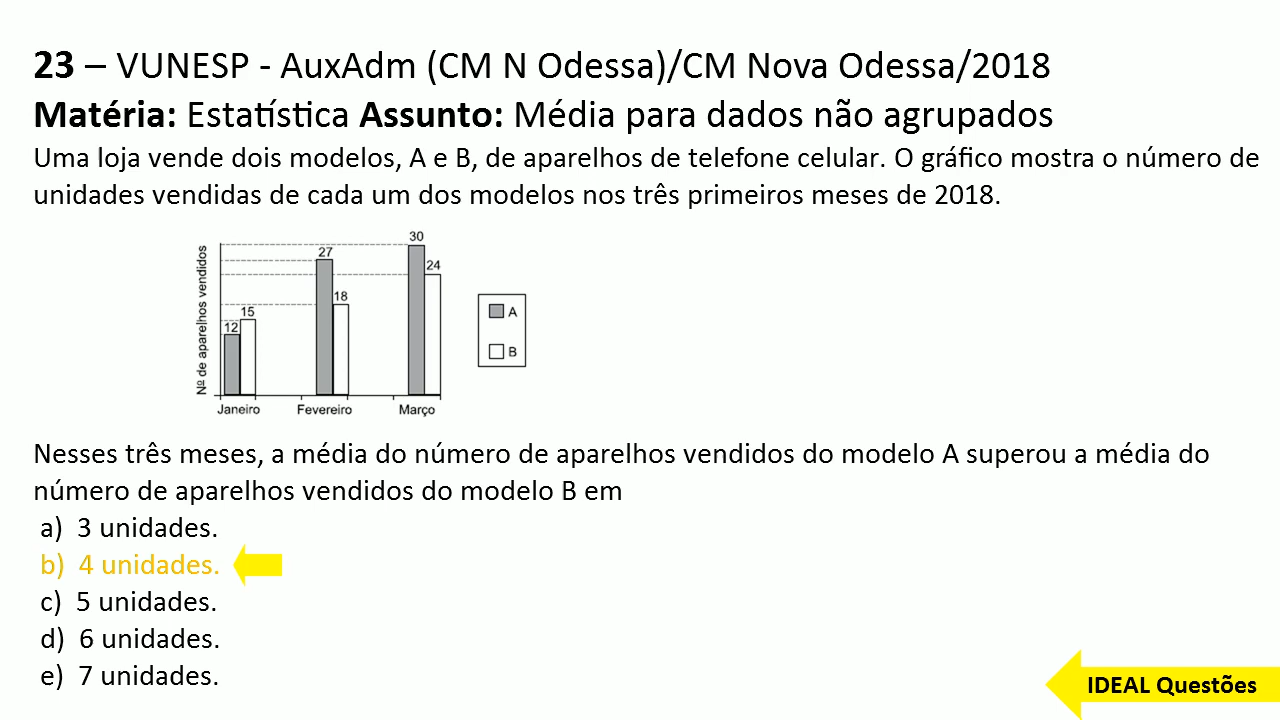 23 – VUNESP - AuxAdm (CM N Odessa)/CM Nova Odessa/2018
Matéria: Estatística Assunto: Média para dados não agrupados
Uma loja vende dois modelos, A e B, de aparelhos de telefone celular. O gráfico mostra o número de
unidades vendidas de cada um dos modelos nos três primeiros meses de 2018.
Nº de aparelhos vendidos
12
15
27
18
30
24
Janeiro
Fevereiro
Março
A
B
Nesses três meses, a média do número de aparelhos vendidos do modelo A superou a média do
número de aparelhos vendidos do modelo B em
a) 3 unidades.
b) 4 unidades.
c) 5 unidades.
d) 6 unidades.
e) 7 unidades.
IDEAL Questões